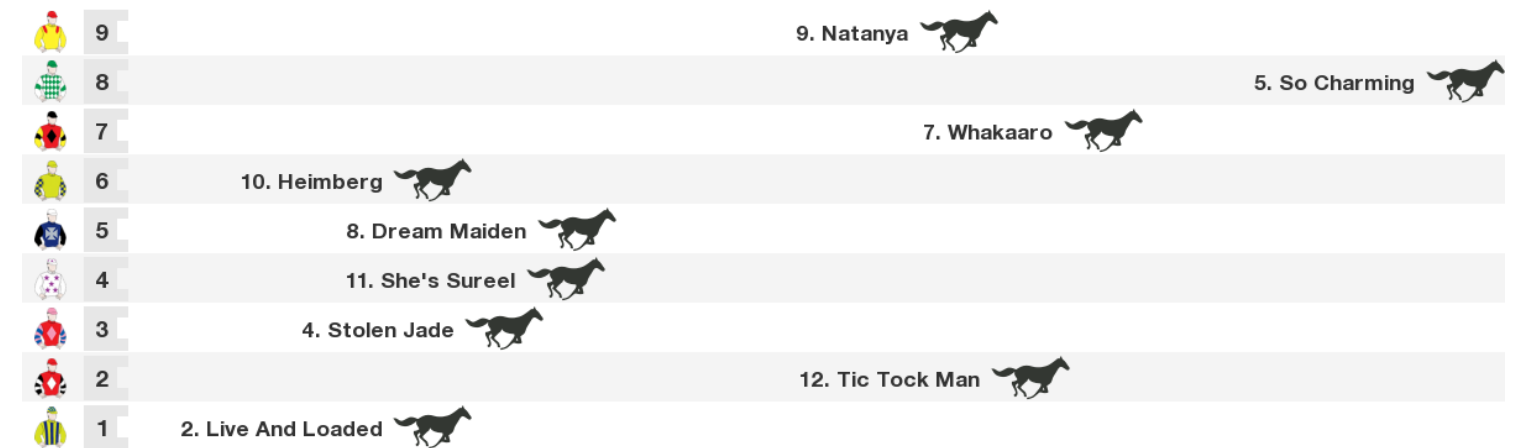 9 9. Natanya
8 5. So Charming
7 7. Whakaaro
6 10. Heimberg
5 8. Dream Maiden
4 11. She's Sureel
3 4. Stolen Jade
2 12. Tic Tock Man
1 2. Live And Loaded